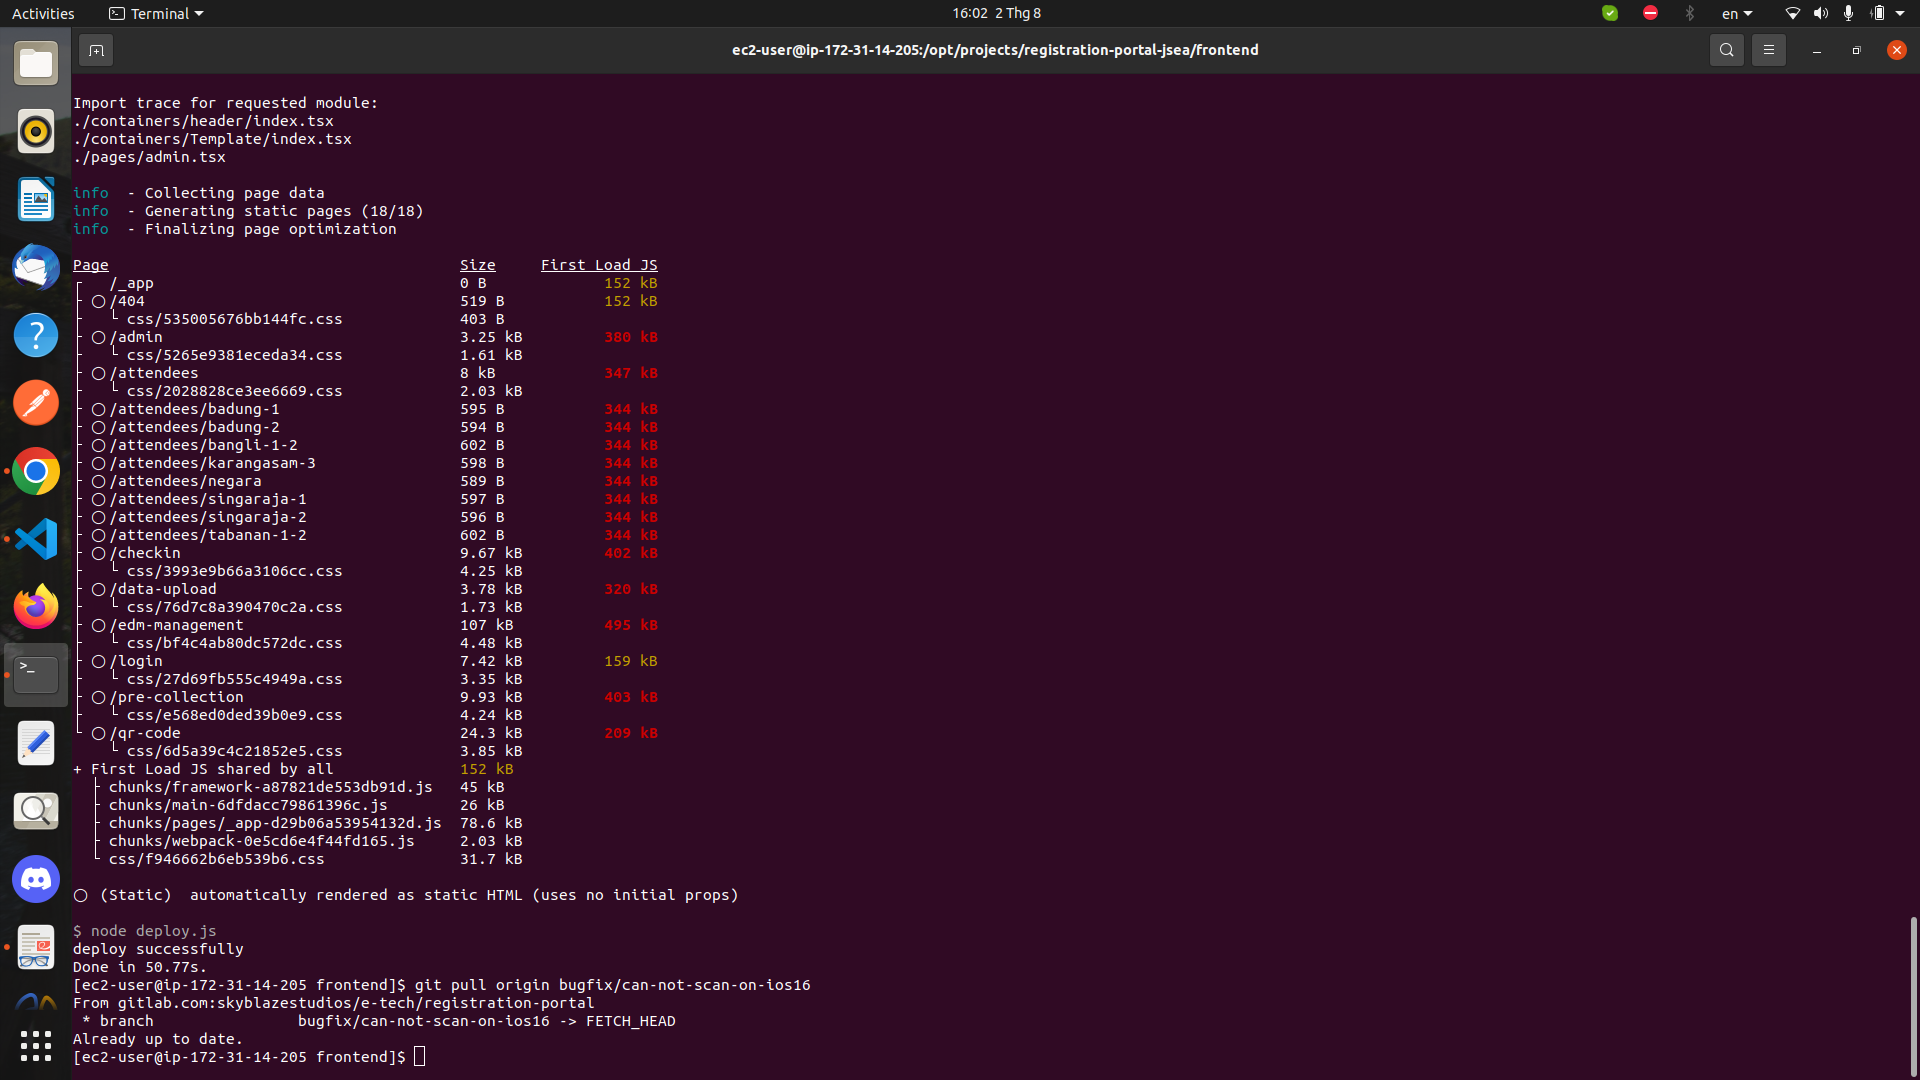 Activities Terminal 16:02 2 Thg 8 en
ec2-user@ip-172-31-14-205:/opt/projects/registration-portal-jsea/frontend
Import trace for requested module:
./containers/header/index.tsx
./containers/Template/index.tsx
./pages/admin.tsx
info - Collecting page data
info - Generating static pages (18/18)
info - Finalizing page optimization
Page Size First Load JS
┌ /_app 0 B 152 kB
├ ○ /404 519 B 152 kB
├ └ css/535005676bb144fc.css 403 B
├ ○ /admin 3.25 kB 380 kB
├ └ css/5265e9381eceda34.css 1.61 kB
├ ○ /attendees 8 kB 347 kB
├ └ css/2028828ce3ee6669.css 2.03 kB
├ ○ /attendees/badung-1 595 B 344 kB
├ ○ /attendees/badung-2 594 B 344 kB
├ ○ /attendees/bangli-1-2 602 B 344 kB
├ ○ /attendees/karangasam-3 598 B 344 kB
├ ○ /attendees/negara 589 B 344 kB
├ ○ /attendees/singaraja-1 597 B 344 kB
├ ○ /attendees/singaraja-2 596 B 344 kB
├ ○ /attendees/tabanan-1-2 602 B 344 kB
├ ○ /checkin 9.67 kB 402 kB
├ └ css/3993e9b66a3106cc.css 4.25 kB
├ ○ /data-upload 3.78 kB 320 kB
├ └ css/76d7c8a390470c2a.css 1.73 kB
├ ○ /edm-management 107 kB 495 kB
├ └ css/bf4c4ab80dc572dc.css 4.48 kB
├ ○ /login 7.42 kB 159 kB
├ └ css/27d69fb555c4949a.css 3.35 kB
├ ○ /pre-collection 9.93 kB 403 kB
├ └ css/e568ed0ded39b0e9.css 4.24 kB
└ ○ /qr-code 24.3 kB 209 kB
└ css/6d5a39c4c21852e5.css 3.85 kB
+ First Load JS shared by all 152 kB
├ chunks/framework-a87821de553db91d.js 45 kB
├ chunks/main-6dfdacc79861396c.js 26 kB
├ chunks/pages/_app-d29b06a53954132d.js 78.6 kB
├ chunks/webpack-0e5cd6e4f44fd165.js 2.03 kB
└ css/f946662b6eb539b6.css 31.7 kB
○ (Static) automatically rendered as static HTML (uses no initial props)
$ node deploy.js
deploy successfully
Done in 50.77s.
[ec2-user@ip-172-31-14-205 frontend]$ git pull origin bugfix/can-not-scan-on-ios16
From gitlab.com:skyblazestudios/e-tech/registration-portal
* branch bugfix/can-not-scan-on-ios16 -> FETCH_HEAD
Already up to date.
[ec2-user@ip-172-31-14-205 frontend]$